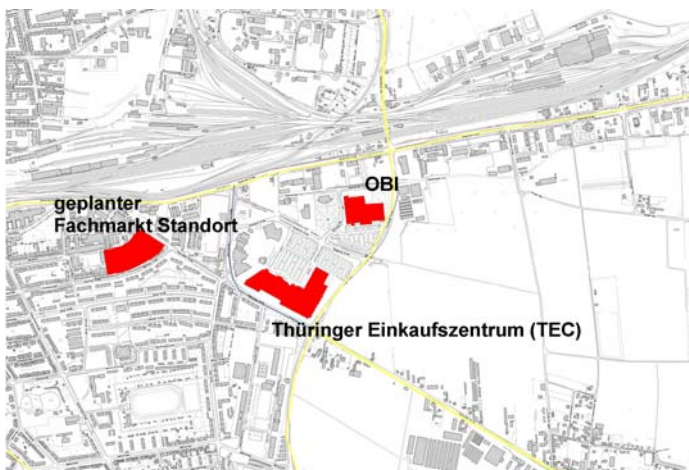 OBI
geplanter
Fachmarkt Standort
Thüringer Einkaufszentrum (TEC)